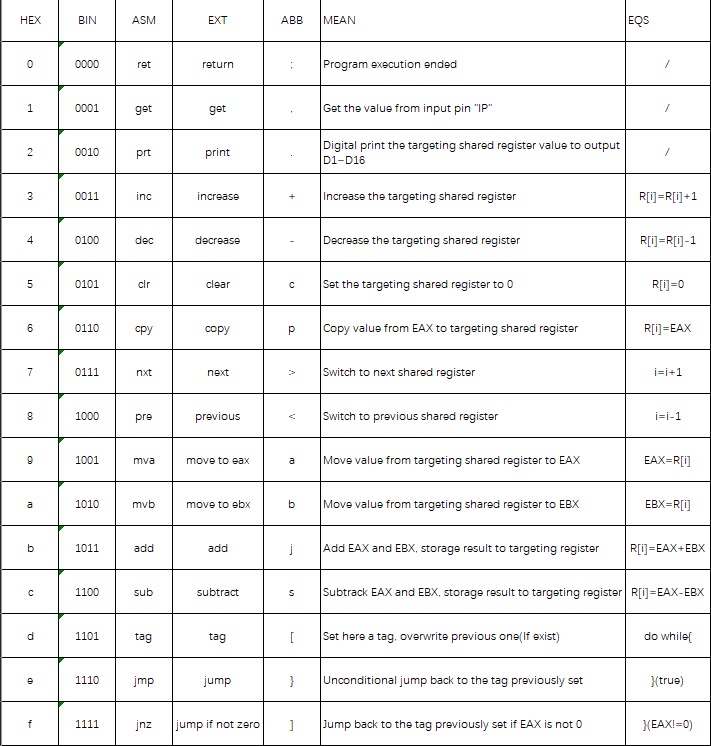 HEX BIN ASM EXT ABB MEAN EQS
0 0000 ret return ; Program execution ended /
1 0001 get get , Get the value from input pin "IP" /
2 0010 prt print . Digital print the targeting shared register value to output D1-D16 /
3 0011 inc increase + Increase the targeting shared register R[i]=R[i]+1
4 0100 dec decrease - Decrease the targeting shared register R[i]=R[i]-1
5 0101 clr clear c Set the targeting shared register to 0 R[i]=0
6 0110 cpy copy p Copy value from EAX to targeting shared register R[i]=EAX
7 0111 nxt next > Switch to next shared register i=i+1
8 1000 pre previous < Switch to previous shared register i=i-1
9 1001 mva move to eax a Move value from targeting shared register to EAX EAX=R[i]
a 1010 mvb move to ebx b Move value from targeting shared register to EBX EBX=R[i]
b 1011 add add j Add EAX and EBX, storage result to targeting register R[i]=EAX+EBX
c 1100 sub subtract s Subtrack EAX and EBX, storage result to targeting register R[i]=EAX-EBX
d 1101 tag tag [ Set here a tag, overwrite previous one(If exist) do while{
e 1110 jmp jump } Unconditional jump back to the tag previously set }(true)
f 1111 jnz jump if not zero ] Jump back to the tag previously set if EAX is not 0 }(EAX!=0)